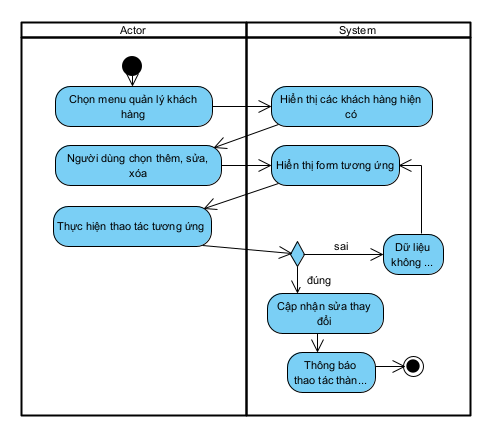 Actor
System
Chọn menu quản lý khách
hàng
Hiển thị các khách hàng hiện
có
Người dùng chọn thêm, sửa,
xóa
Hiển thị form tương ứng
Thực hiện thao tác tương ứng
sai
Dữ liệu
không ...
đúng
Cập nhận sửa thay
đổi
Thông báo
thao tác thàn...